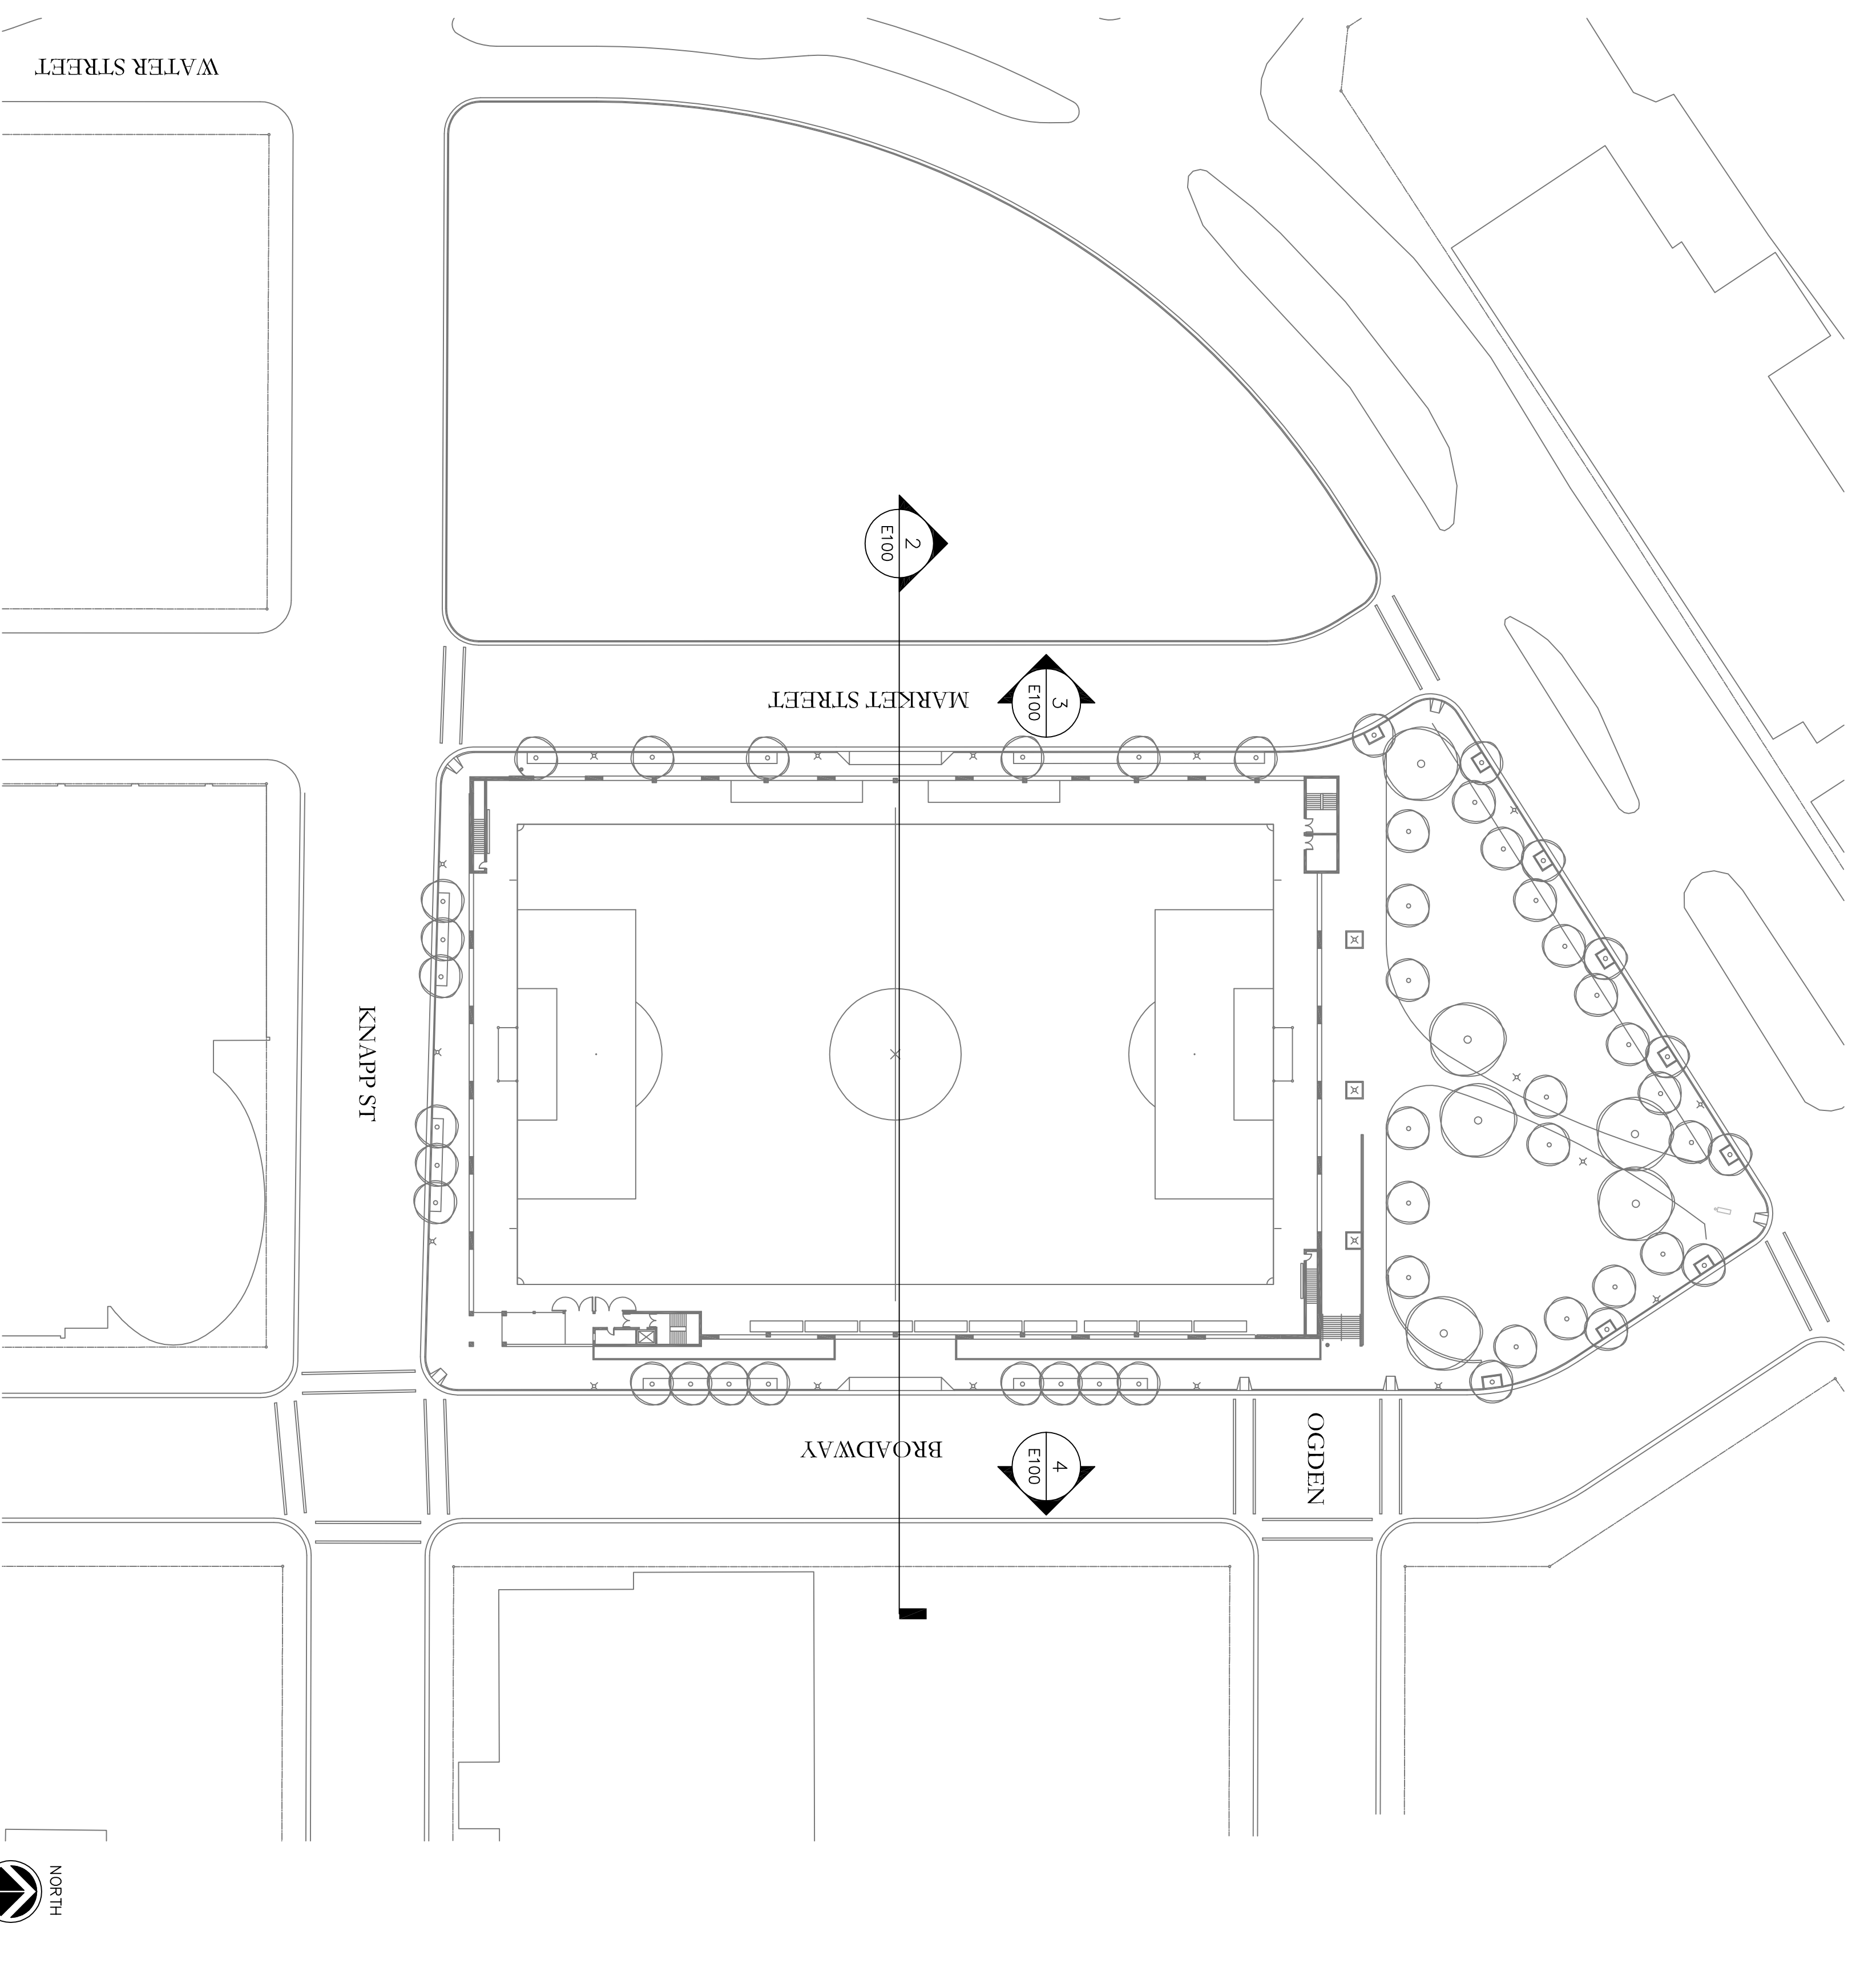 WATER STREET
2
E100
MARKET STREET
3
E100
KNAPP ST
BROADWAY
4
E100
OGDEN
NORTH